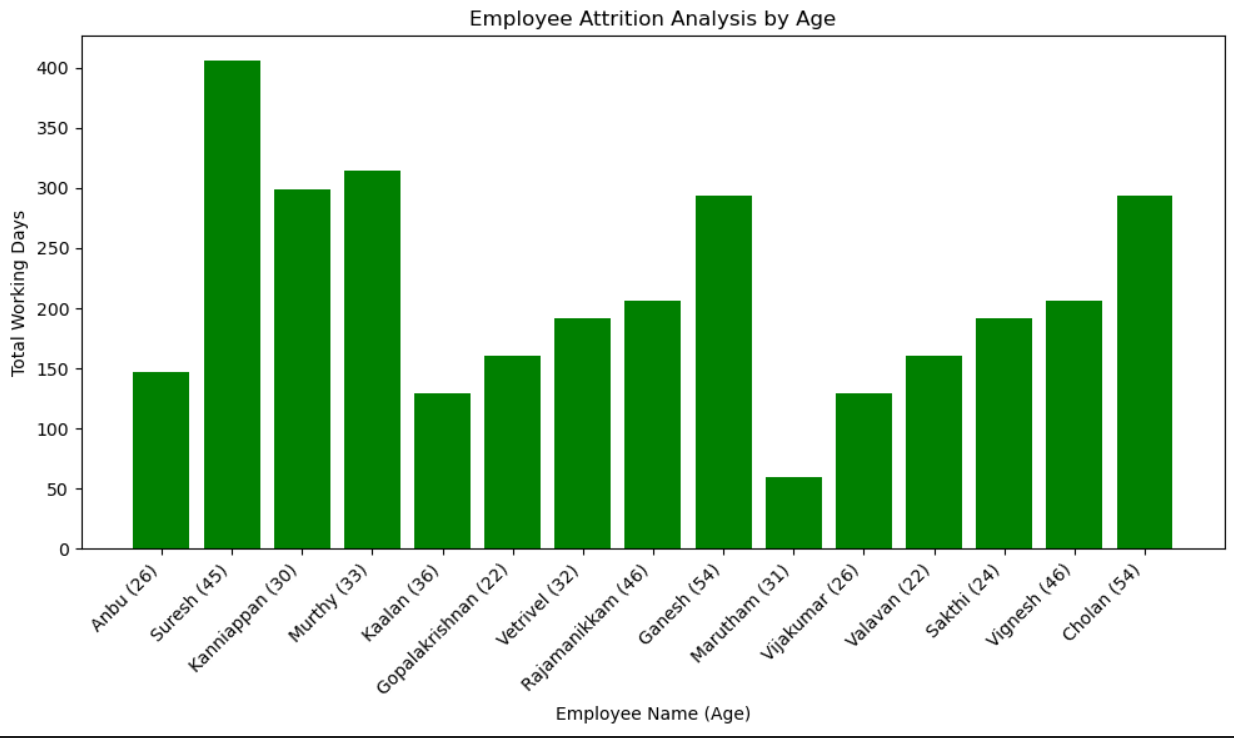 Employee Attrition Analysis by Age
Total Working Days
400
350
300
250
200
150
100
50
0
Anbu (26)
Suresh (45)
Kanniappan (30)
Murthy (33)
Kaalan (36)
Gopalakrishnan (22)
Vetrivel (32)
Rajamanikkam (46)
Ganesh (54)
Marutham (31)
Vijakumar (26)
Valavan (22)
Sakthi (24)
Vignesh (46)
Cholan (54)
Employee Name (Age)